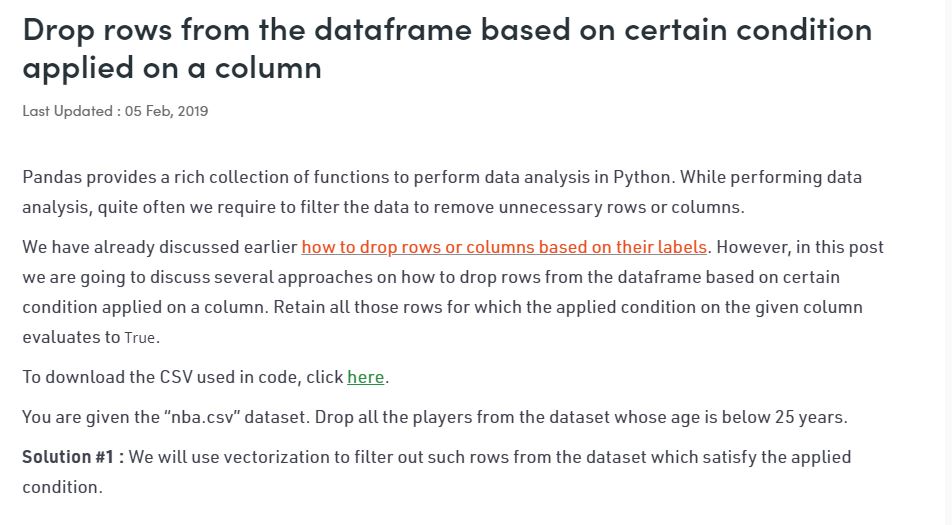 Drop rows from the dataframe based on certain condition
applied on a column
Last Updated : 05 Feb, 2019
Pandas provides a rich collection of functions to perform data analysis in Python. While performing data
analysis, quite often we require to filter the data to remove unnecessary rows or columns.
We have already discussed earlier how to drop rows or columns based on their labels. However, in this post
we are going to discuss several approaches on how to drop rows from the dataframe based on certain
condition applied on a column. Retain all those rows for which the applied condition on the given column
evaluates to True.
To download the CSV used in code, click here.
You are given the “nba.csv” dataset. Drop all the players from the dataset whose age is below 25 years.
Solution #1 : We will use vectorization to filter out such rows from the dataset which satisfy the applied
condition.